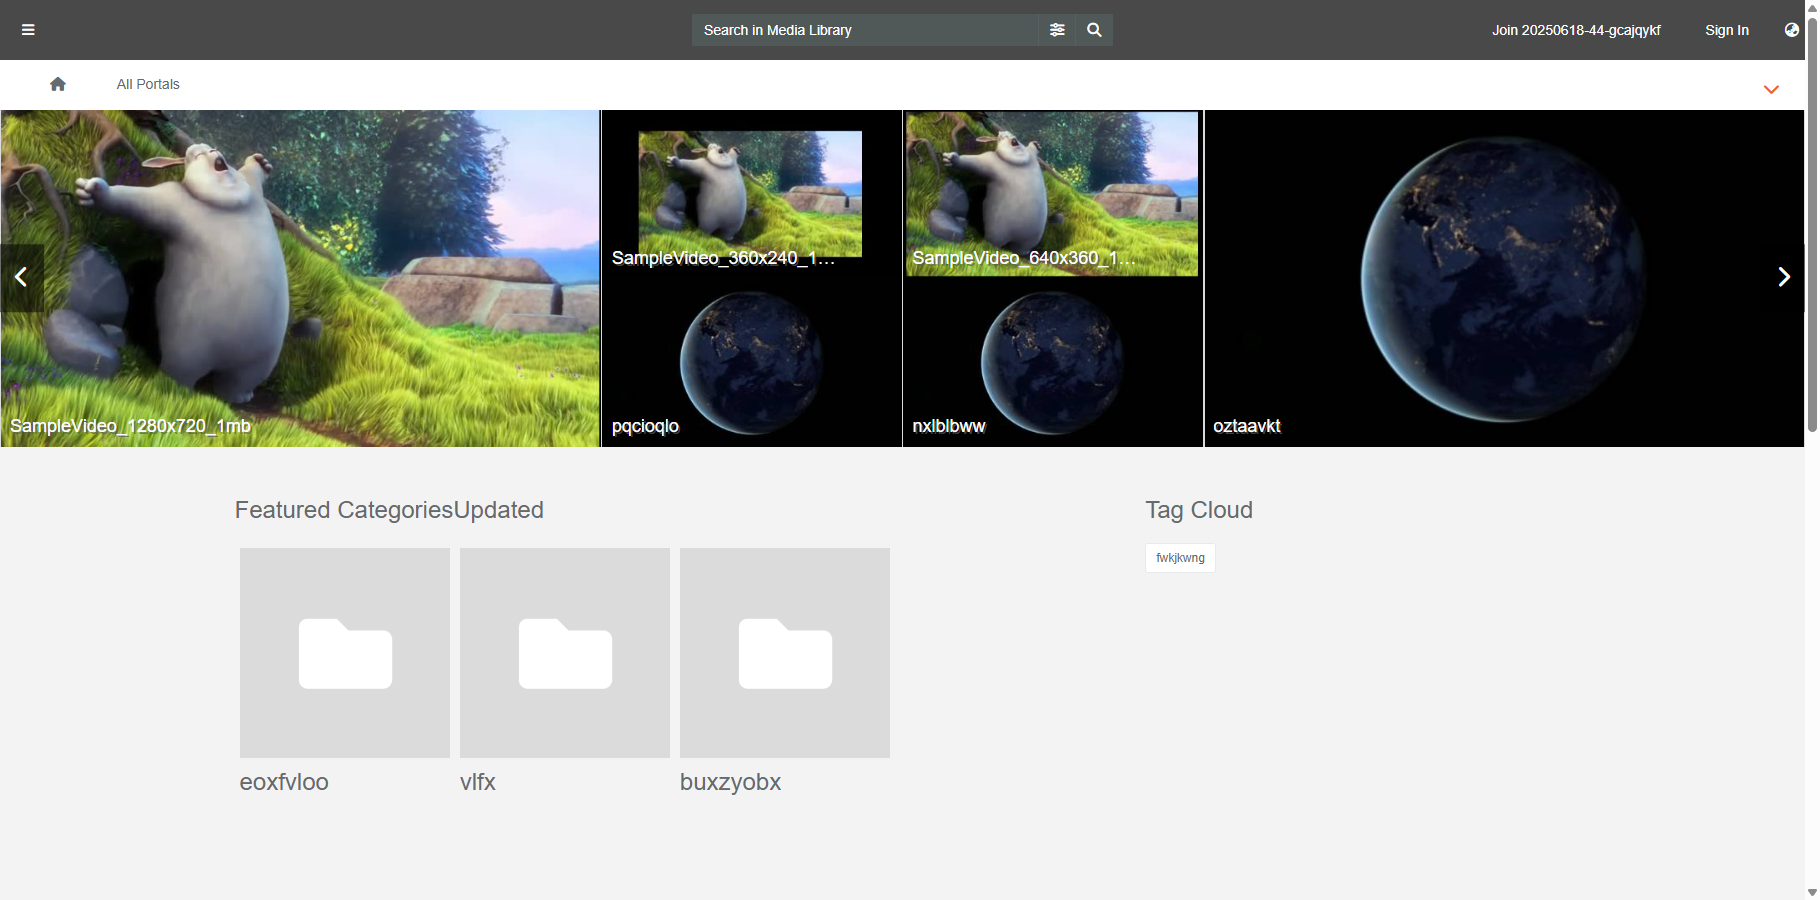 Search in Media Library
Join 20250618-44-gcajqykf
Sign In
All Portals
SampleVideo_1280x720_1mb
SampleVideo_360x240_1...
pqcioqlo
SampleVideo_640x360_1...
nxlblbww
oztaavkt
Featured CategoriesUpdated
eoxfvloo
vlfx
buxzyobx
Tag Cloud
fwkjkwng